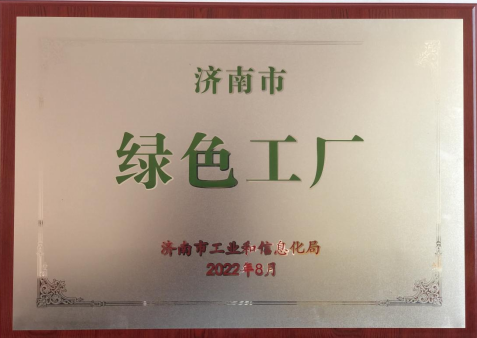 济南市
绿色工厂
济南市工业和信息化局
2022年8月